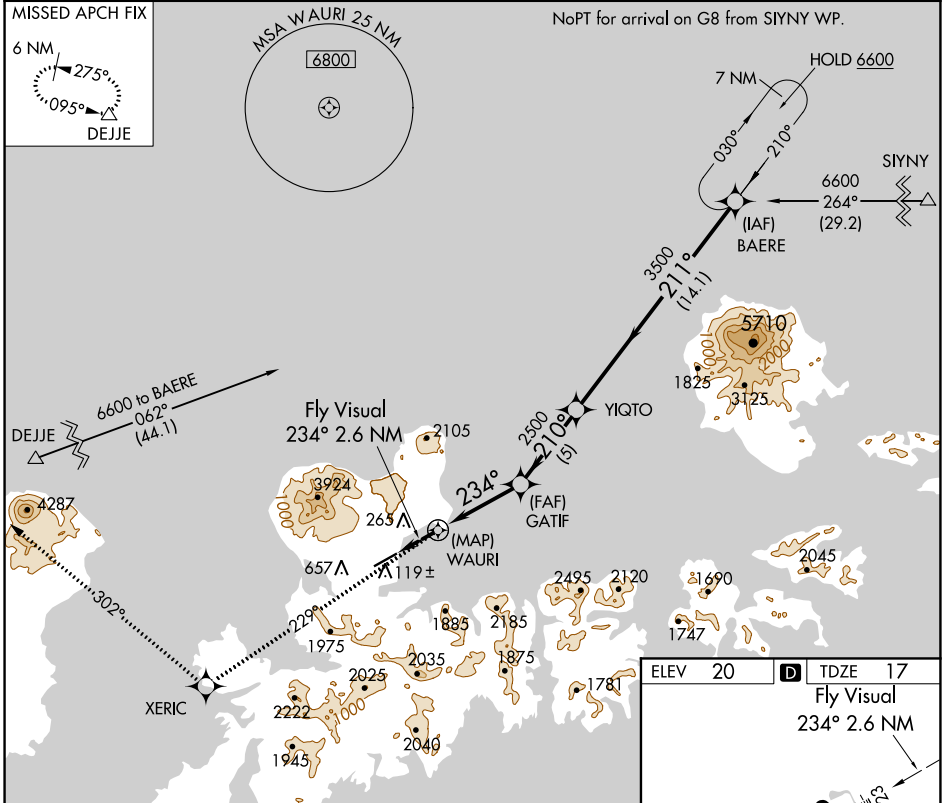 MISSED APCH FIX
6 NM
275°
095°
DEJJE
MSA WAURI 25 NM
6800
NoPT for arrival on G8 from SIYNY WP.
HOLD 6600
7 NM
030°
210°
SIYNY
6600
264°
(29.2)
(IAF)
BAERE
3500
211°
(14.1)
5710
1000
2000
1825
3125
6600 to BAERE
062°
(44.1)
DEJJE
YIQTO
2500
210°
(5)
Fly Visual
234° 2.6 NM
2105
234°
(FAF)
GATIF
3924
1000
265
4287
(MAP)
WAURI
657
119±
2045
2495
2120
1690
302°
229°
1975
1885
2185
1747
2035
1875
2025
1781
XERIC
2222
1000
2040
1945
ELEV 20
D
TDZE 17
Fly Visual
234° 2.6 NM
23